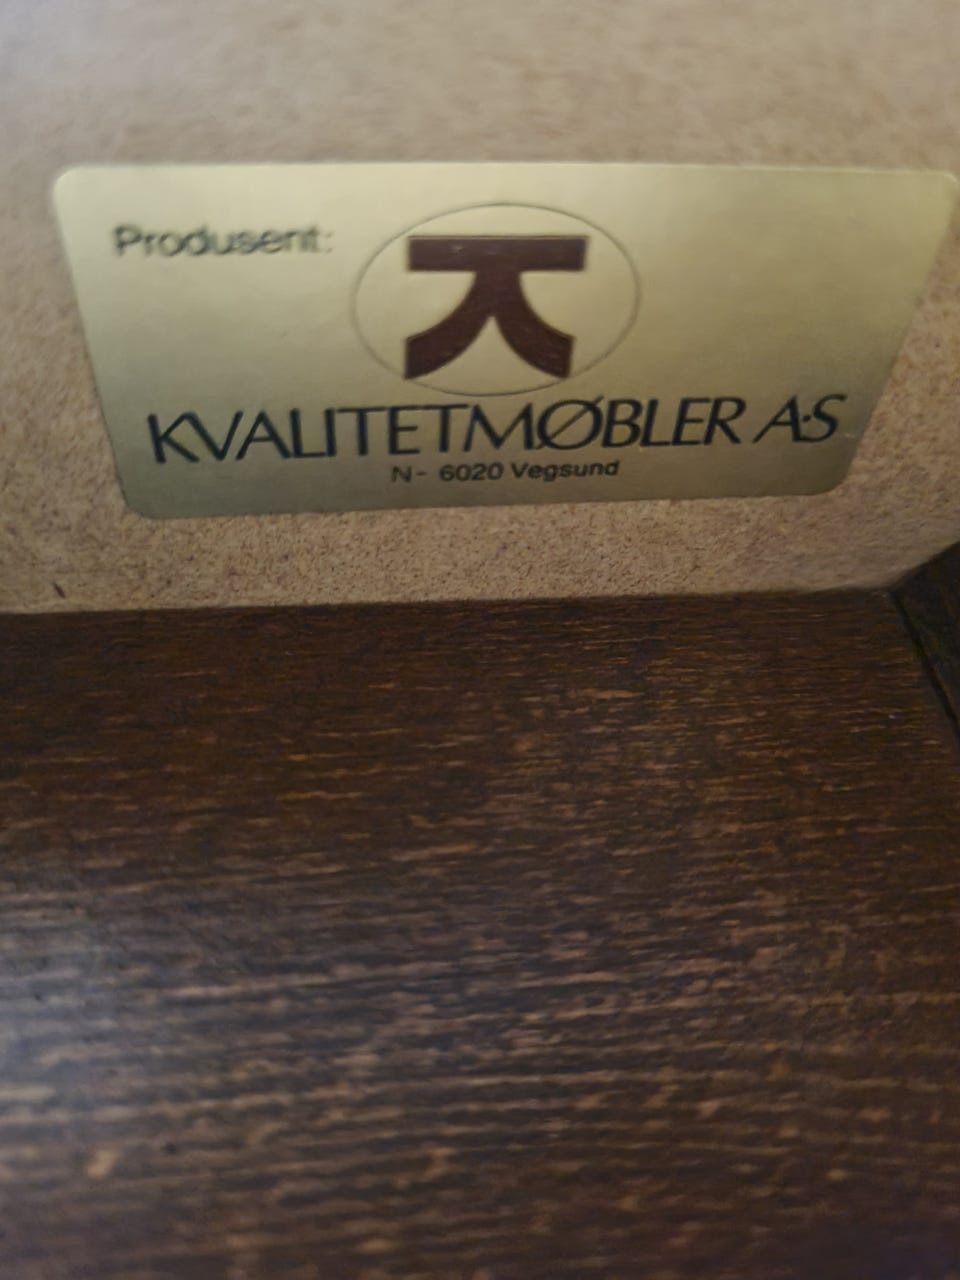 Produsent:
KVALITETMØBLER A·S
N- 6020 Vegsund